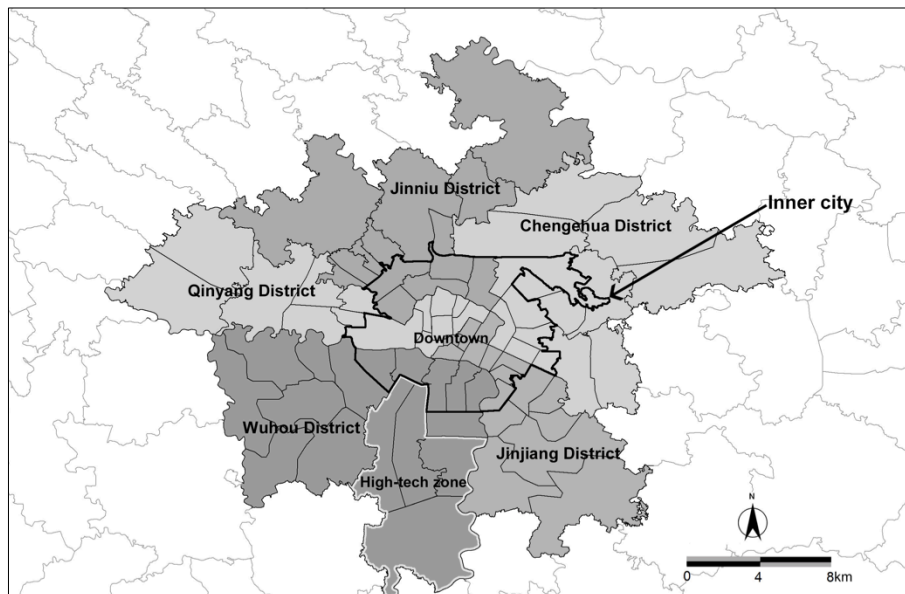 Jinniu District
Inner city
Chengehua District
Qinyang District
Downtown
Wuhou District
Jinjiang District
High-tech zone
N
0 4 8km